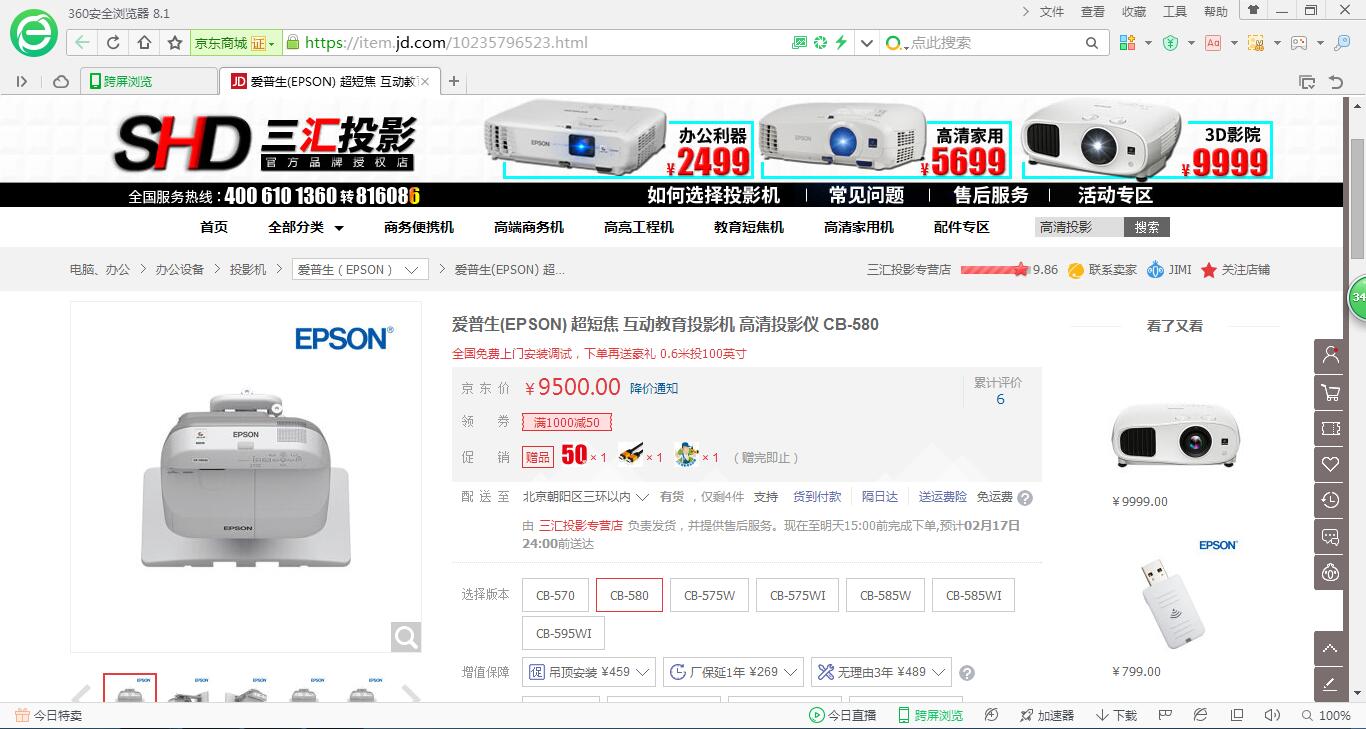 360安全浏览器 8.1
文件 查看 收藏 工具 帮助
京东商城 证 https://item.jd.com/10235796523.html 点此搜索
跨屏浏览 JD 爱普生(EPSON) 超短焦 互动教
SHD 三汇投影
官方品牌授权店
办公利器
¥2499
高清家用
¥5699
3D影院
¥9999
全国服务热线：400 610 1360 转 816086
如何选择投影机 常见问题 售后服务 活动专区
首页 全部分类 商务便携机 高端商务机 高亮工程机 教育短焦机 高清家用机 配件专区 高清投影 搜索
电脑、办公 > 办公设备 > 投影机 > 爱普生（EPSON） > 爱普生(EPSON) 超...
三汇投影专营店 9.86 联系卖家 JIMI 关注店铺
EPSON
爱普生(EPSON) 超短焦 互动教育投影机 高清投影仪 CB-580
全国免费上门安装调试，下单再送豪礼 0.6米投100英寸
京东价 ¥9500.00 降价通知
累计评价
6
领券 满1000减50
促销 赠品 50 ×1 ×1 ×1 （赠完即止）
配送至 北京朝阳区三环以内 有货 ，仅剩4件 支持 货到付款 隔日达 送运费险 免运费
由 三汇投影专营店 负责发货，并提供售后服务。现在至明天15:00前完成下单,预计02月17日
24:00前送达
选择版本 CB-570 CB-580 CB-575W CB-575WI CB-585W CB-585WI
CB-595WI
增值保障 促 吊顶安装 ¥459 厂保延1年 ¥269 无理由3年 ¥489
看了又看
¥9999.00
EPSON
¥799.00
34
EPSON
EPSON
今日特卖
今日直播 跨屏浏览 加速器 下载 100%